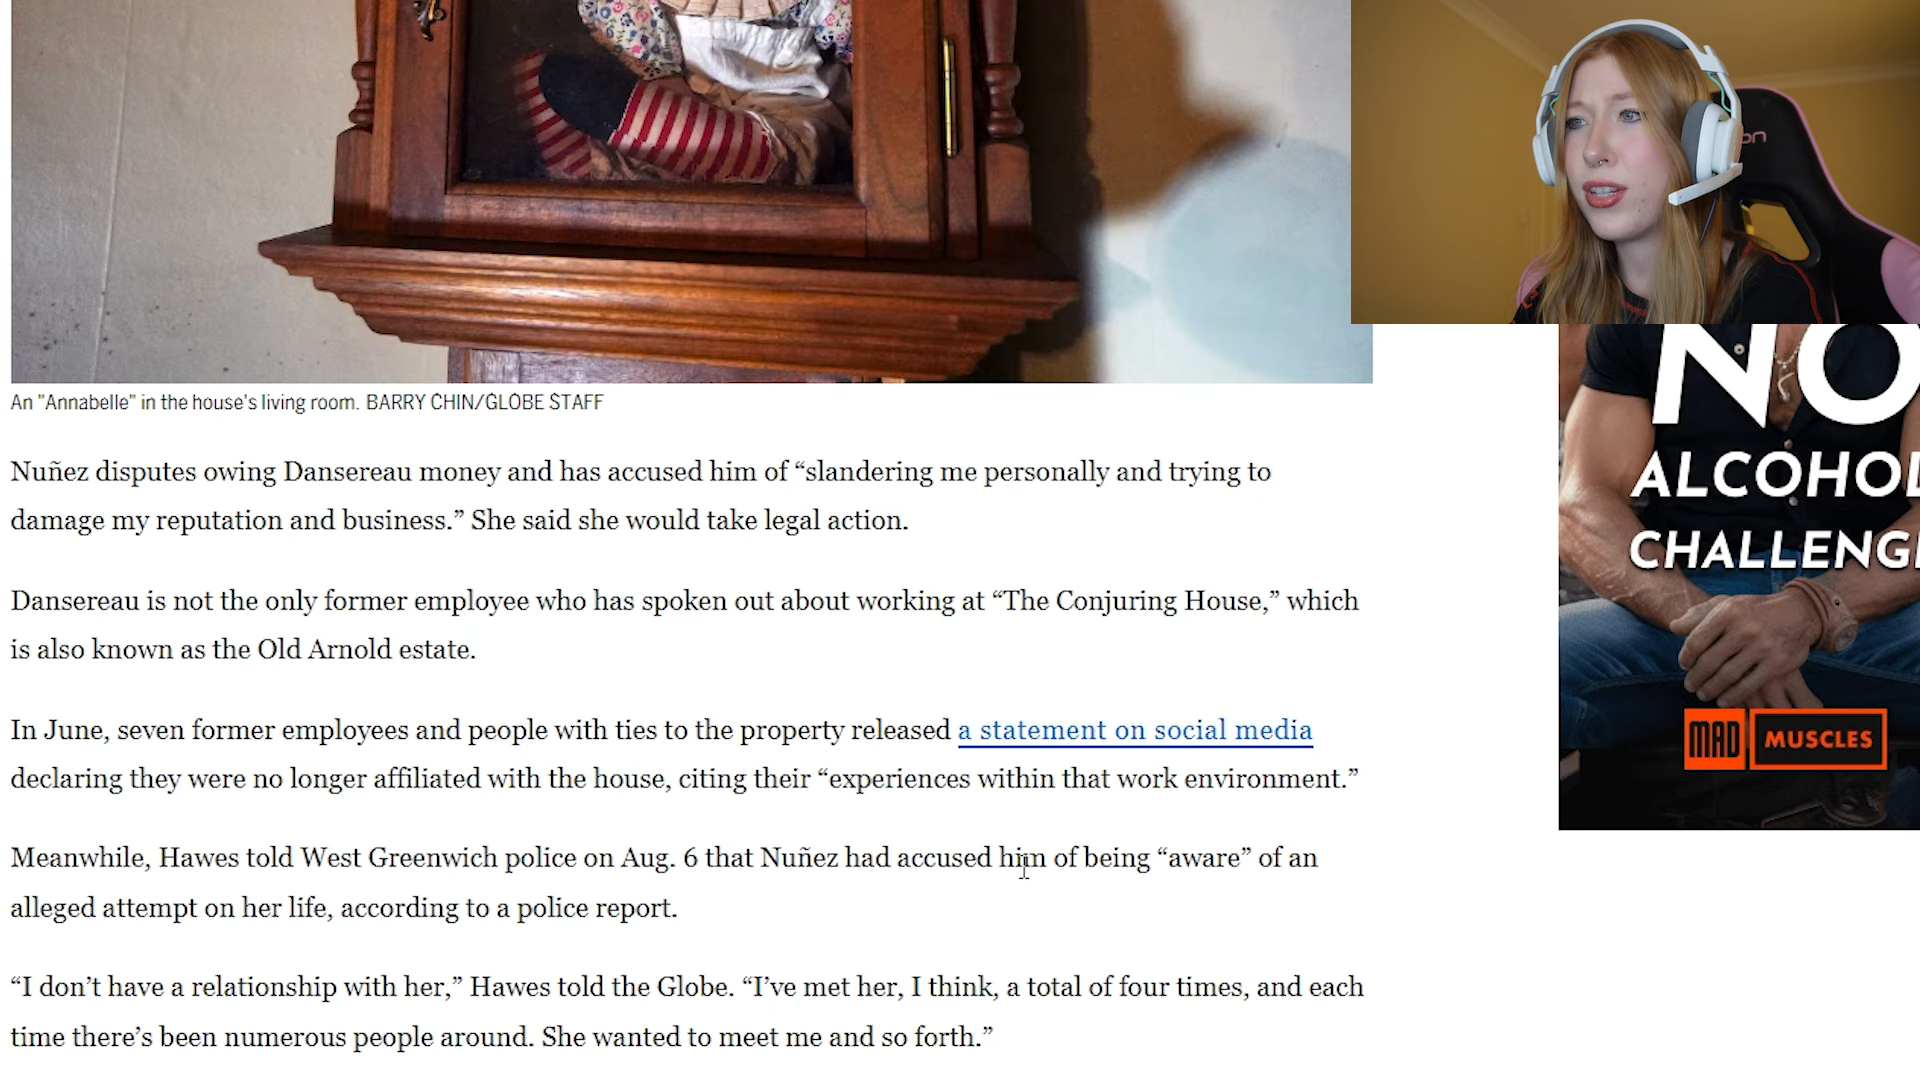 An "Annabelle" in the house's living room. BARRY CHIN/GLOBE STAFF
Nuñez disputes owing Dansereau money and has accused him of “slandering me personally and trying to
damage my reputation and business.” She said she would take legal action.
Dansereau is not the only former employee who has spoken out about working at “The Conjuring House,” which
is also known as the Old Arnold estate.
In June, seven former employees and people with ties to the property released a statement on social media
declaring they were no longer affiliated with the house, citing their “experiences within that work environment.”
Meanwhile, Hawes told West Greenwich police on Aug. 6 that Nuñez had accused him of being “aware” of an
alleged attempt on her life, according to a police report.
“I don’t have a relationship with her,” Hawes told the Globe. “I’ve met her, I think, a total of four times, and each
time there’s been numerous people around. She wanted to meet me and so forth.”
NO
ALCOHOL
CHALLENG
MAD MUSCLES